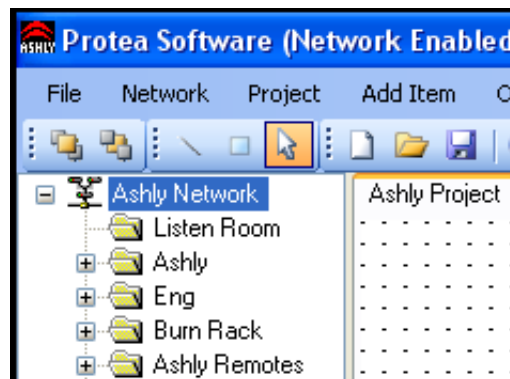 ASHLY Protea Software (Network Enabled
File Network Project Add Item
Ashly Network
Ashly Project
Listen Room
Ashly
Eng
Burn Rack
Ashly Remotes